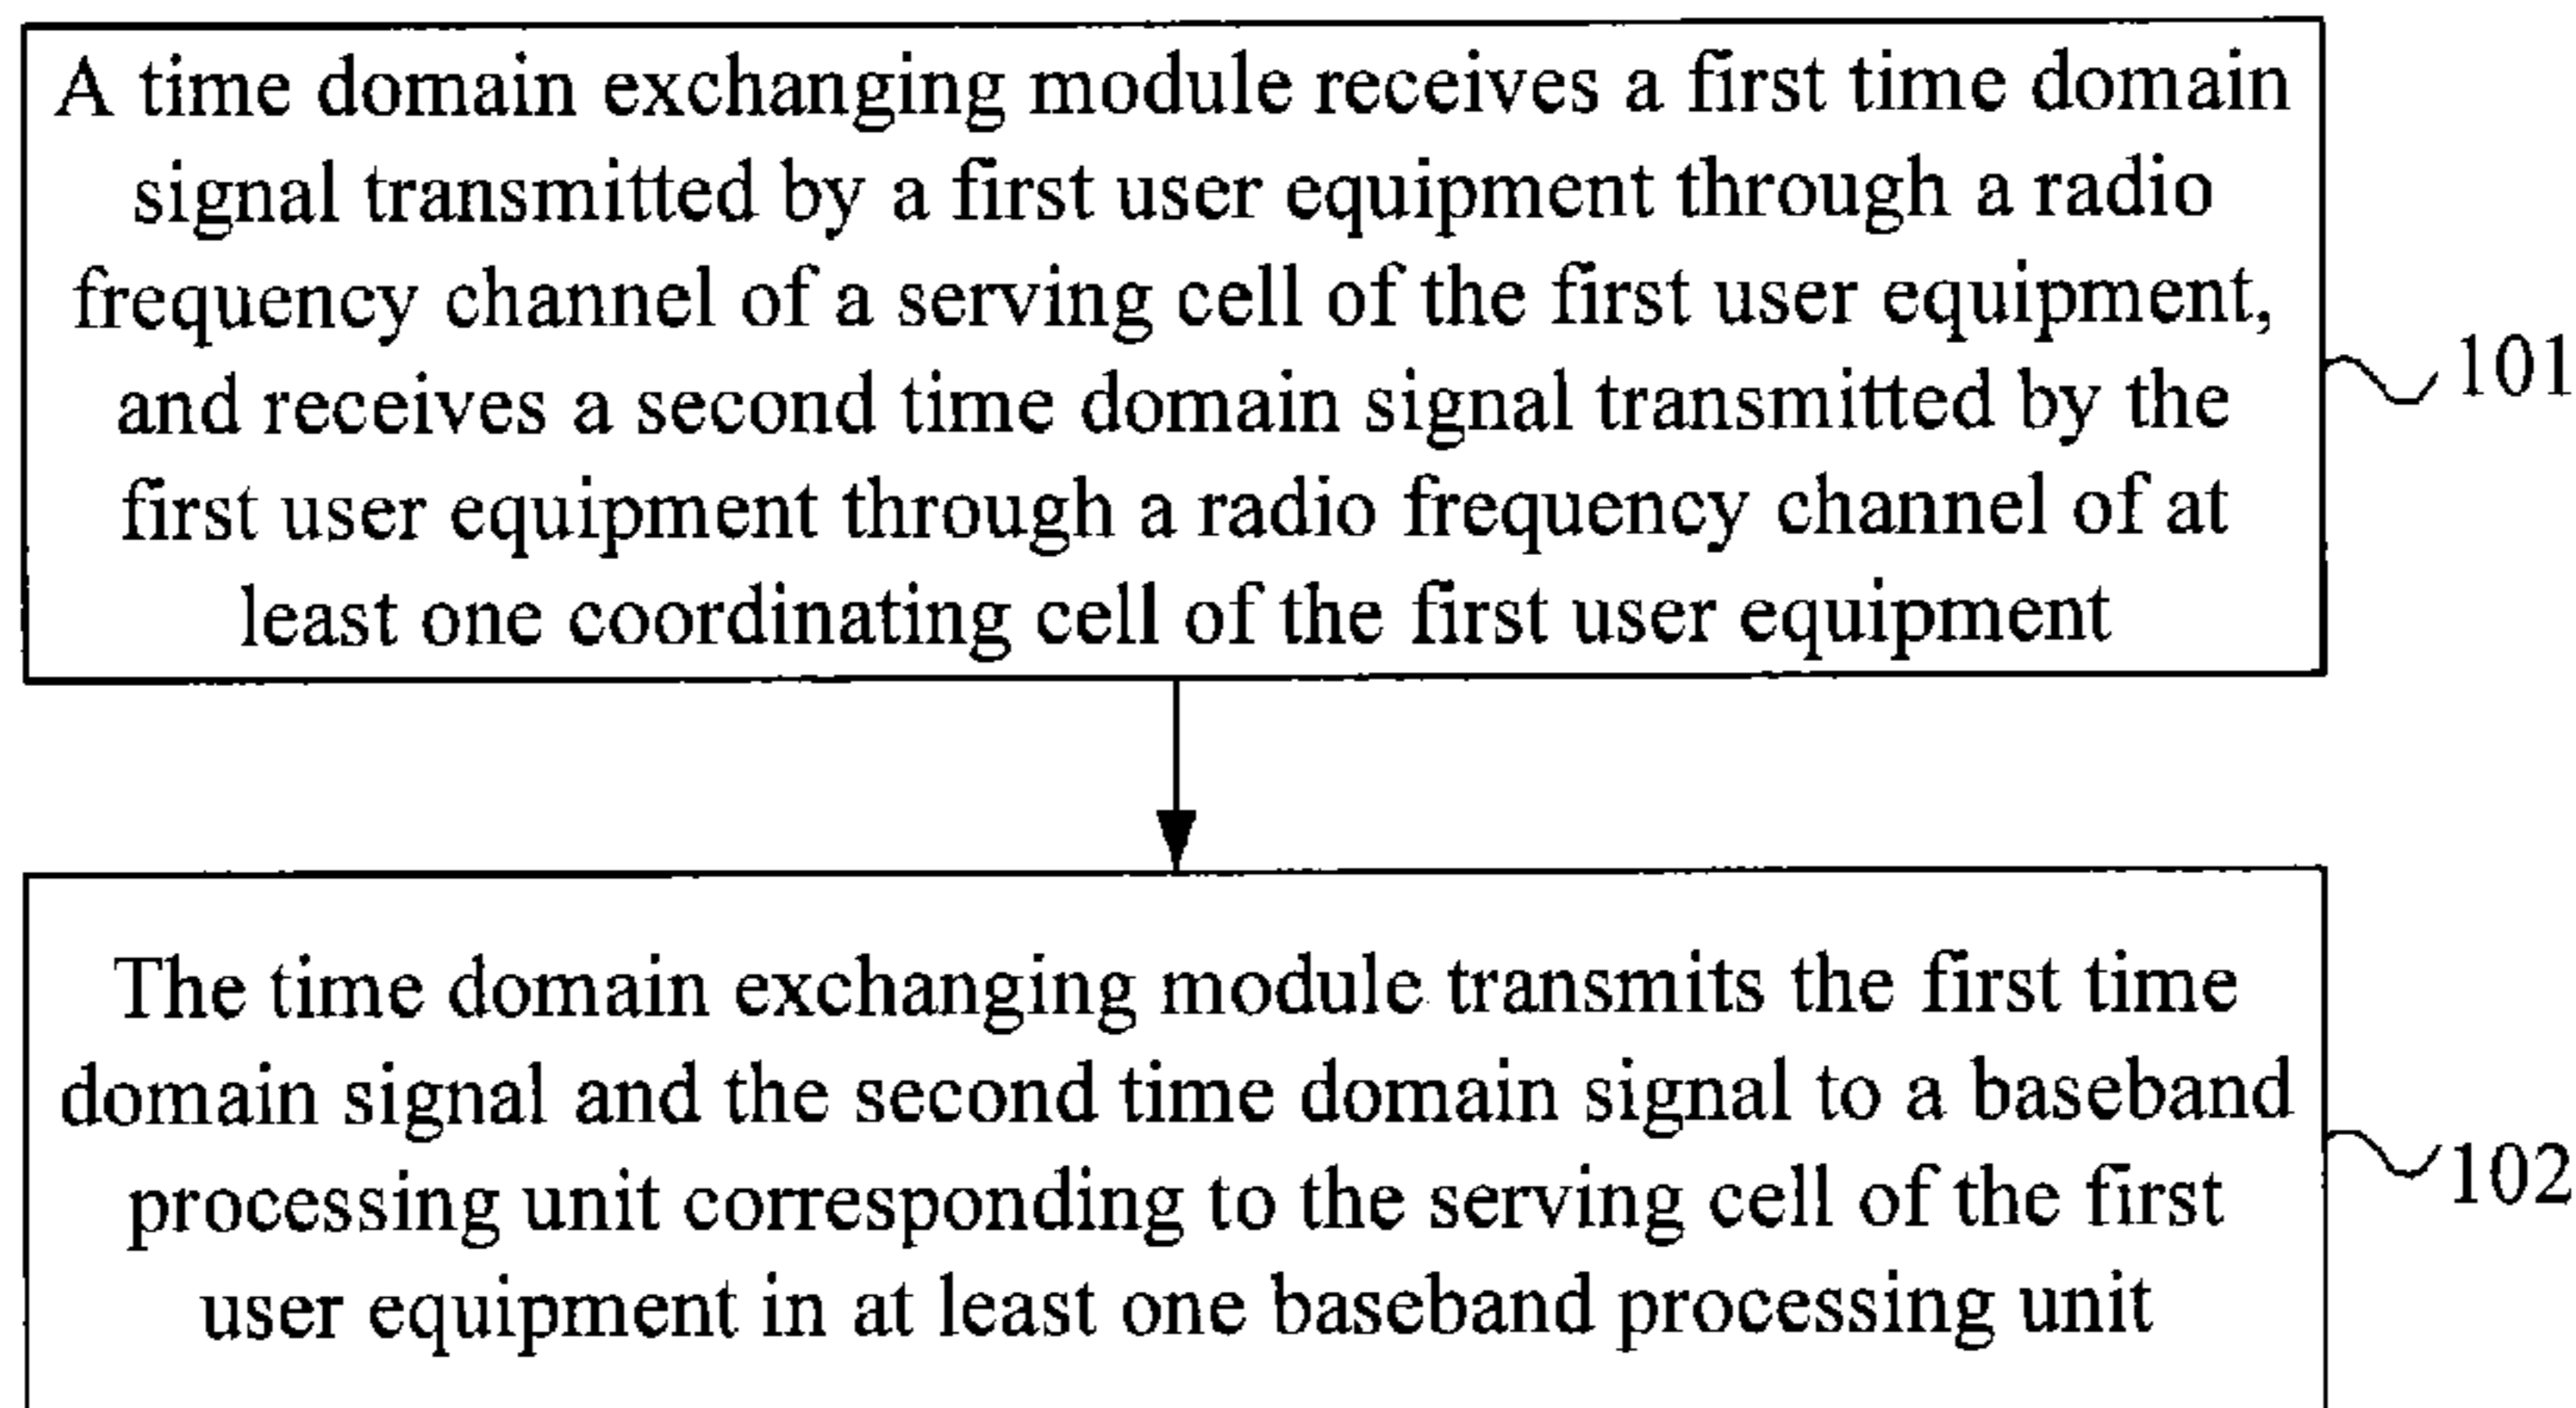 A time domain exchanging module receives a first time domain
signal transmitted by a first user equipment through a radio
frequency channel of a serving cell of the first user equipment,
and receives a second time domain signal transmitted by the
first user equipment through a radio frequency channel of at
least one coordinating cell of the first user equipment
101
The time domain exchanging module transmits the first time
domain signal and the second time domain signal to a baseband
processing unit corresponding to the serving cell of the first
user equipment in at least one baseband processing unit
102